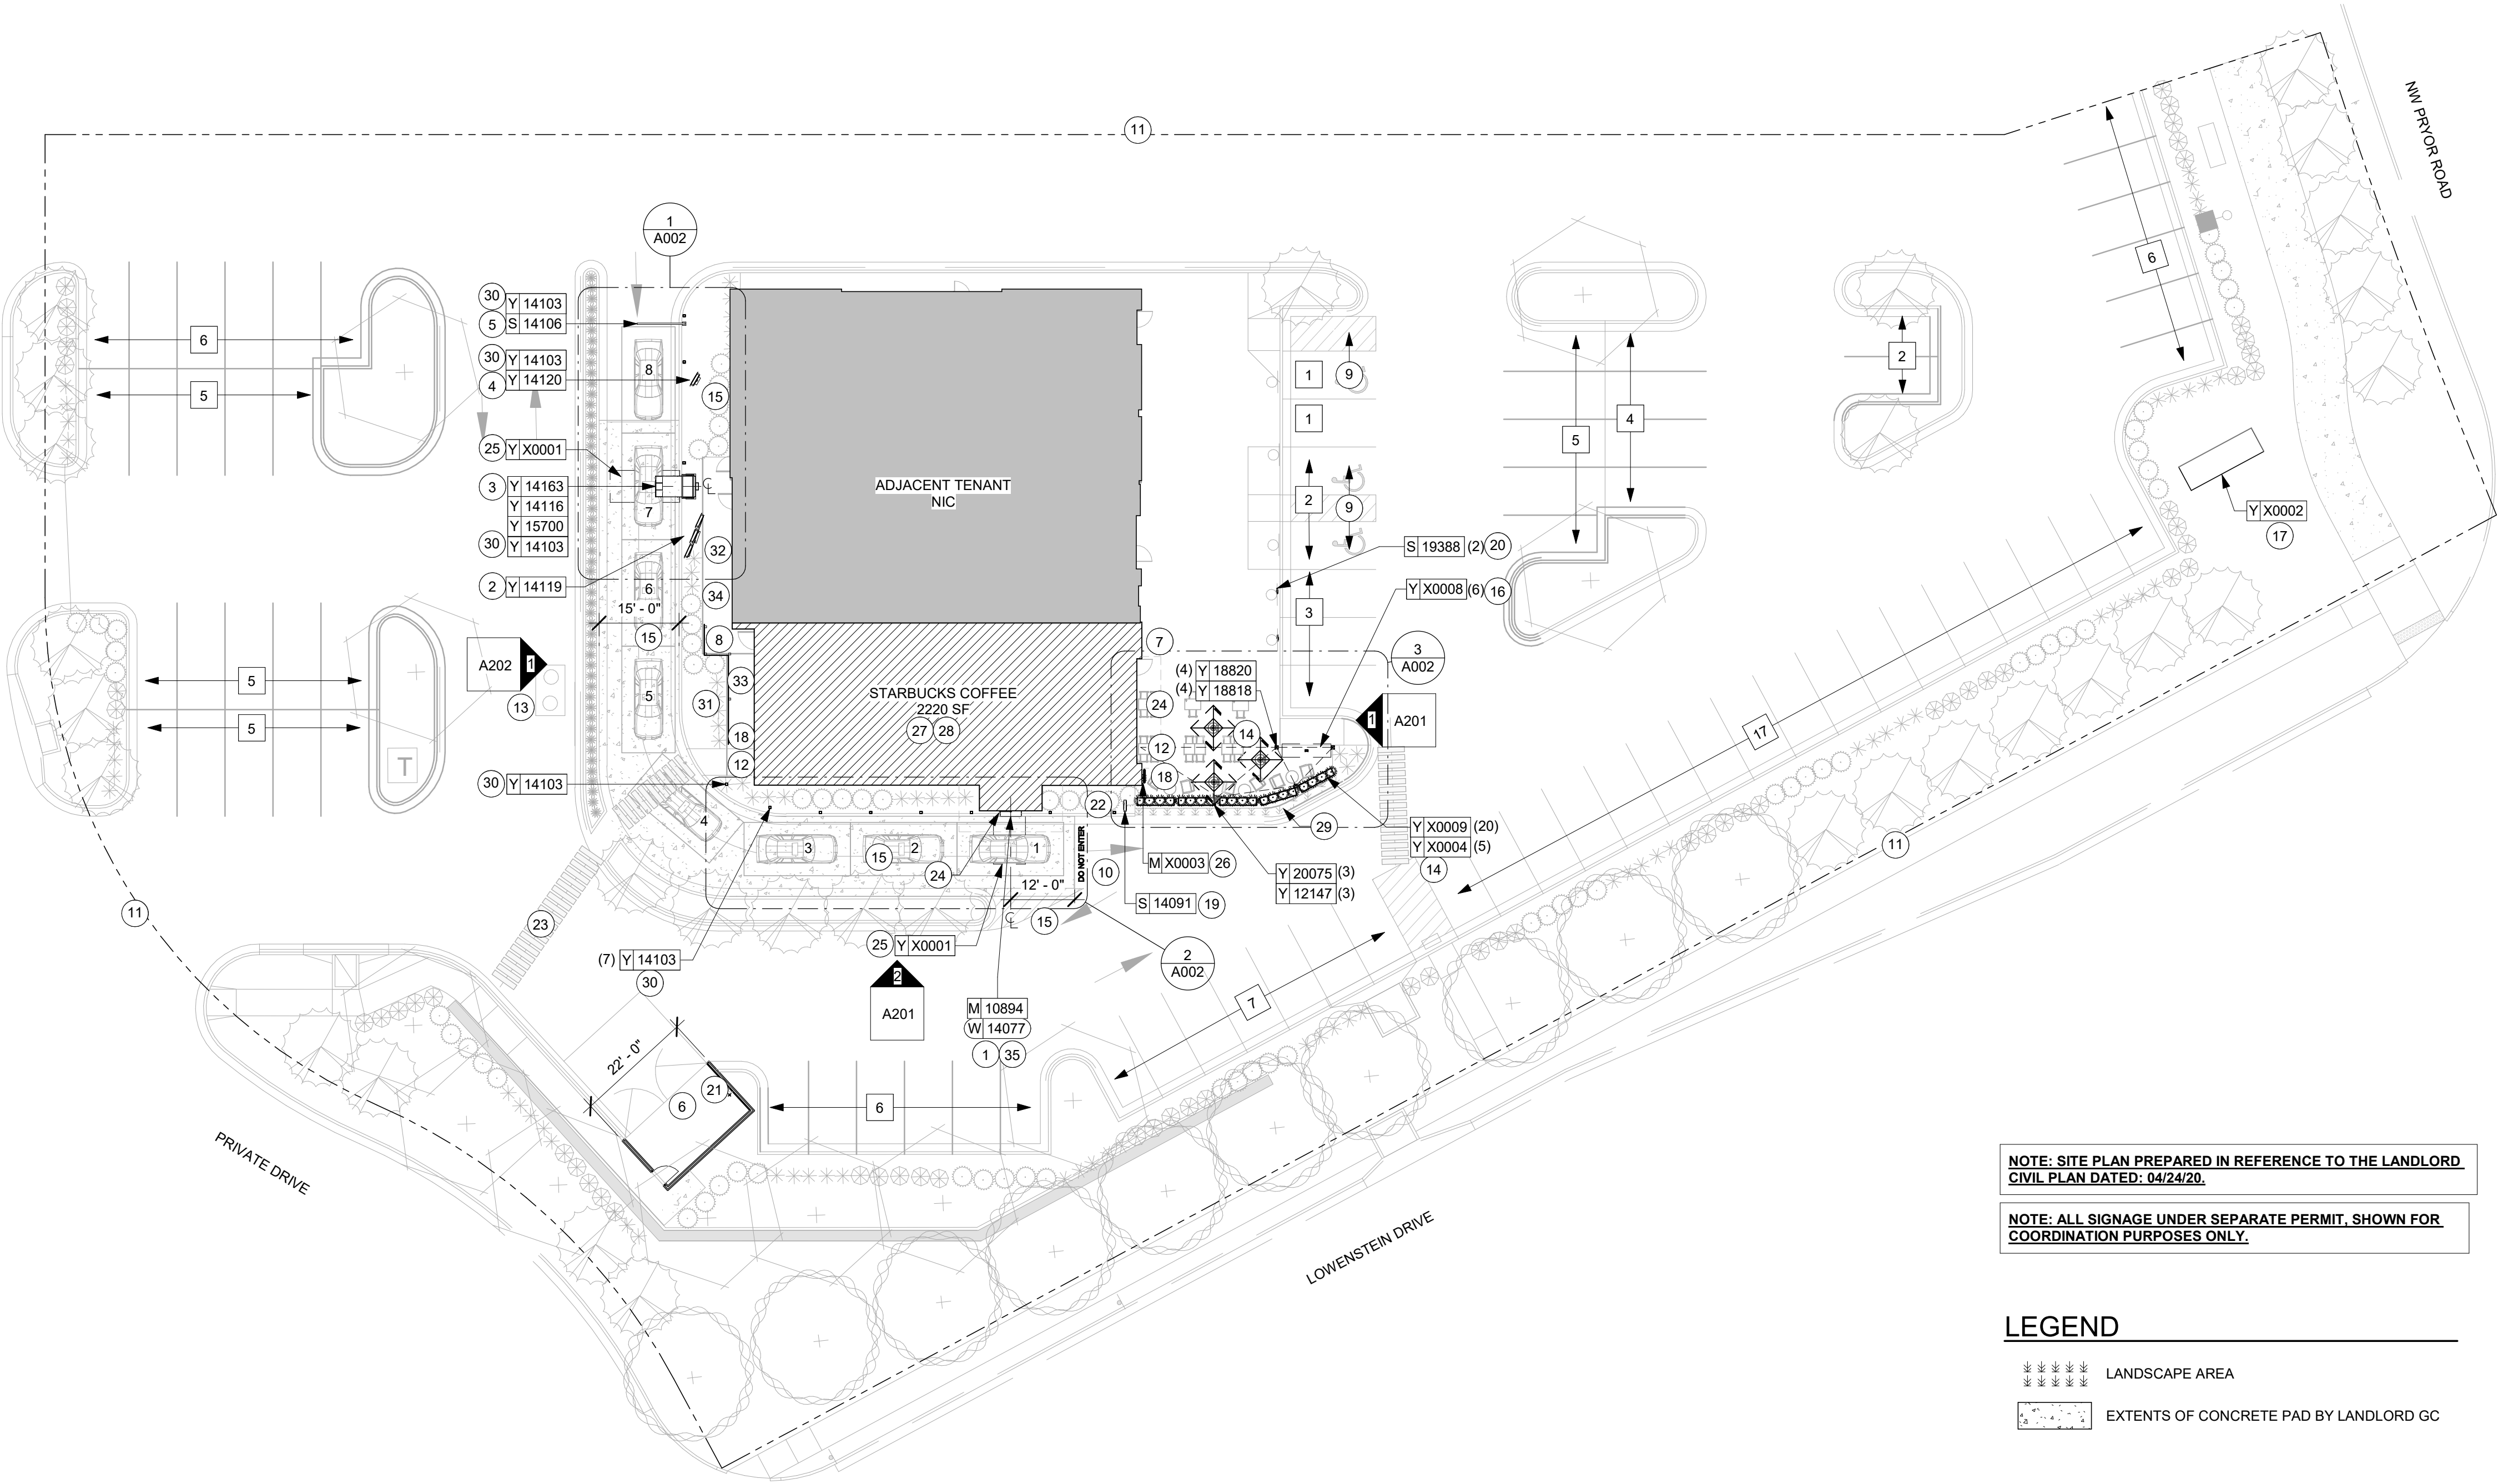 NW PRYOR ROAD
11
1
A002
6
30 Y 14103
5 S 14106
30 Y 14103
4 Y 14120
25 Y X0001
3 Y 14163
Y 14116
Y 15700
30 Y 14103
2 Y 14119
6
5
5
5
8
7
6
5
4
3
2
1
15
32
34
15' - 0"
15
8
33
31
18
12
ADJACENT TENANT
NIC
STARBUCKS COFFEE
2220 SF
27 28
A202
1
13
T
1
9
1
2
9
3
5
4
2
Y X0002
17
S 19388 (2) 20
Y X0008 (6) 16
3
A002
7
(4) Y 18820
(4) Y 18818
24
14
12
18
1
A201
17
30 Y 14103
22
29
15
DO NOT ENTER
10
M X0003 26
Y X0009 (20)
Y X0004 (5)
14
24
12' - 0"
Y 20075 (3)
Y 12147 (3)
S 14091 19
15
11
11
23
25 Y X0001
2
A201
(7) Y 14103
30
2
A002
M 10894
W 14077
1 35
7
22' - 0"
21
6
6
PRIVATE DRIVE
LOWENSTEIN DRIVE
NOTE: SITE PLAN PREPARED IN REFERENCE TO THE LANDLORD
CIVIL PLAN DATED: 04/24/20.
NOTE: ALL SIGNAGE UNDER SEPARATE PERMIT, SHOWN FOR
COORDINATION PURPOSES ONLY.
LEGEND
LANDSCAPE AREA
EXTENTS OF CONCRETE PAD BY LANDLORD GC